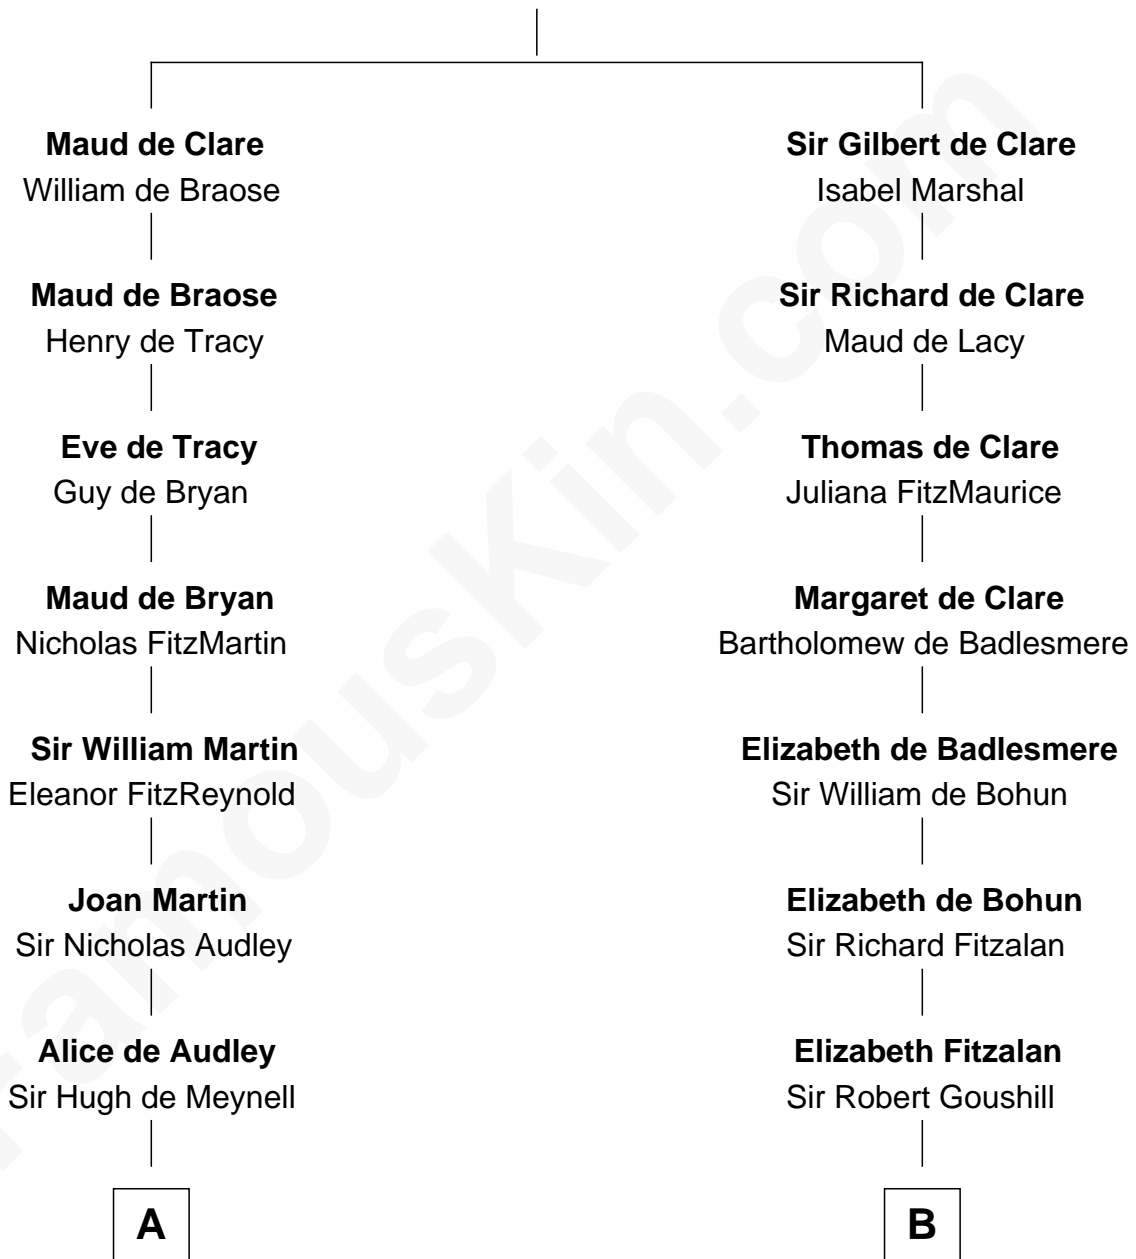 Maud de Clare
William de Braose
Maud de Braose
Henry de Tracy
Eve de Tracy
Guy de Bryan
Maud de Bryan
Nicholas FitzMartin
Sir William Martin
Eleanor FitzReynold
Joan Martin
Sir Nicholas Audley
Alice de Audley
Sir Hugh de Meynell
A
Sir Gilbert de Clare
Isabel Marshal
Sir Richard de Clare
Maud de Lacy
Thomas de Clare
Juliana FitzMaurice
Margaret de Clare
Bartholomew de Badlesmere
Elizabeth de Badlesmere
Sir William de Bohun
Elizabeth de Bohun
Sir Richard Fitzalan
Elizabeth Fitzalan
Sir Robert Goushill
B
FamousKin.com